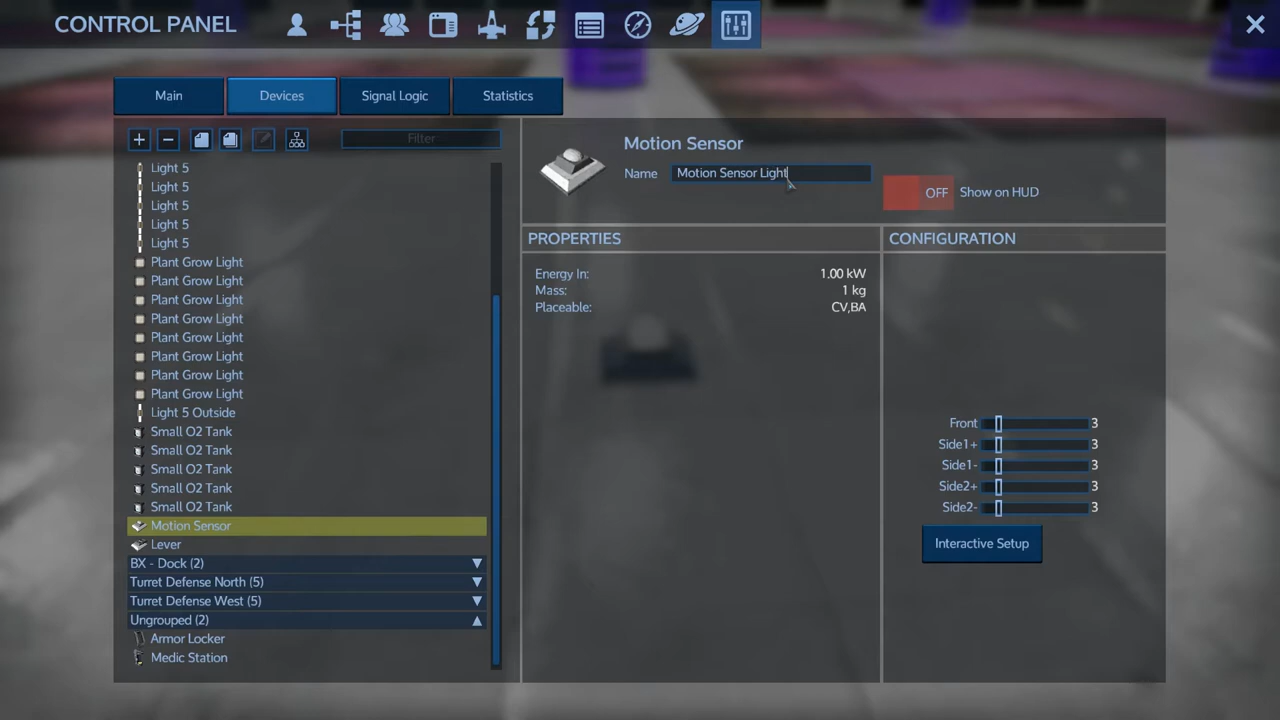 CONTROL PANEL
Main
Devices
Signal Logic
Statistics
Filter
Light 5
Light 5
Light 5
Light 5
Light 5
Plant Grow Light
Plant Grow Light
Plant Grow Light
Plant Grow Light
Plant Grow Light
Plant Grow Light
Plant Grow Light
Plant Grow Light
Light 5 Outside
Small O2 Tank
Small O2 Tank
Small O2 Tank
Small O2 Tank
Small O2 Tank
Motion Sensor
Lever
BX - Dock (2)
Turret Defense North (5)
Turret Defense West (5)
Ungrouped (2)
Armor Locker
Medic Station
Motion Sensor
Name Motion Sensor Light
OFF Show on HUD
PROPERTIES
Energy In: 1.00 kW
Mass: 1 kg
Placeable: CV,BA
CONFIGURATION
Front 3
Side1+ 3
Side1- 3
Side2+ 3
Side2- 3
Interactive Setup